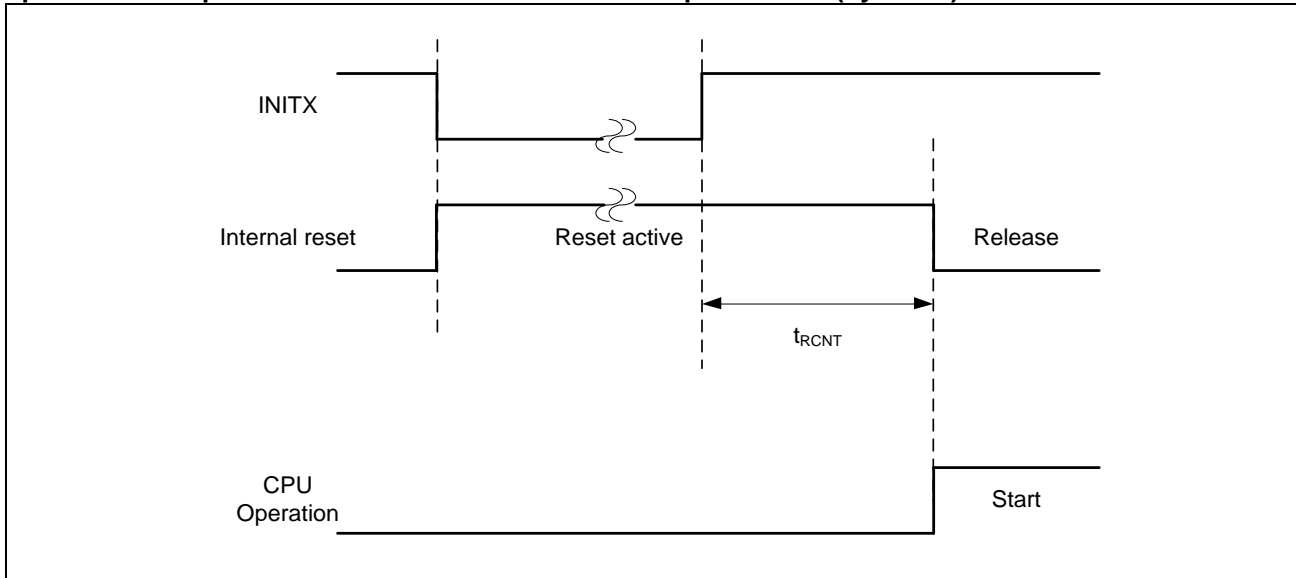 INITX
Internal reset
Reset active
Release
tRCNT
CPU
Operation
Start